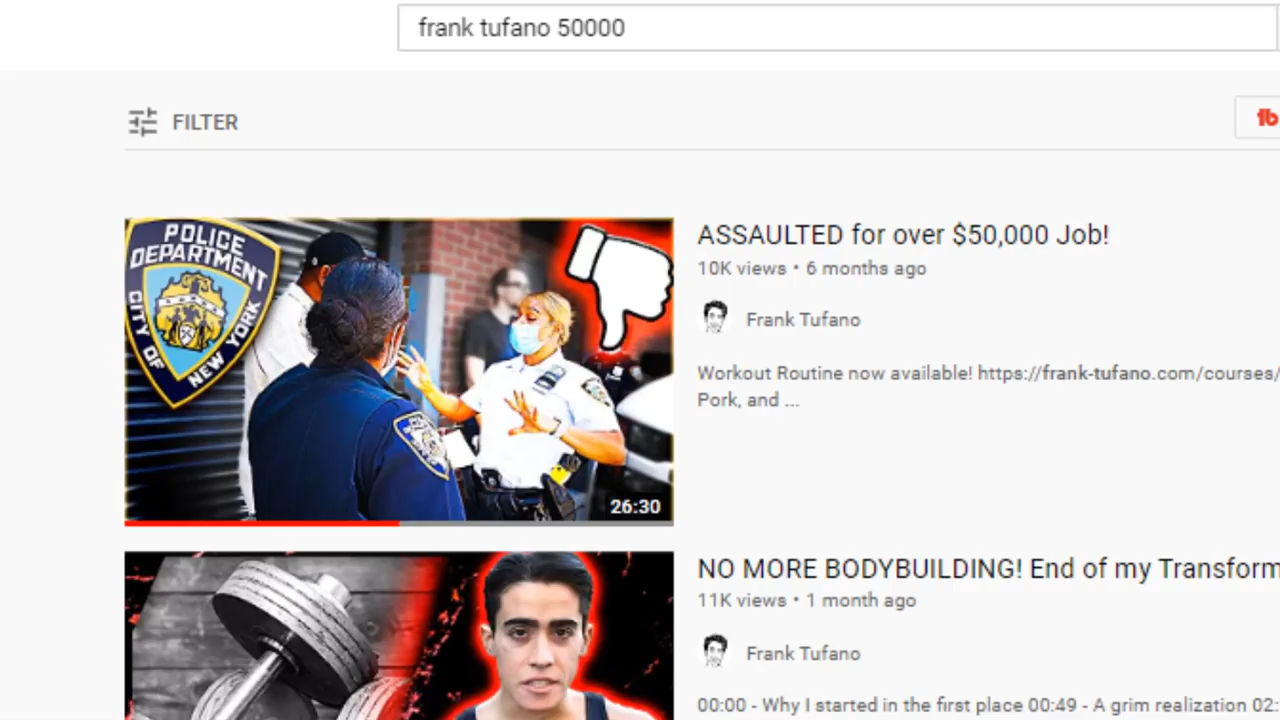 frank tufano 50000
FILTER
POLICE
DEPARTMENT
CITY OF
NEW YORK
26:30
ASSAULTED for over $50,000 Job!
10K views • 6 months ago
Frank Tufano
Workout Routine now available! https://frank-tufano.com/courses/
Pork, and ...
NO MORE BODYBUILDING! End of my Transform
11K views • 1 month ago
Frank Tufano
00:00 - Why I started in the first place 00:49 - A grim realization 02: